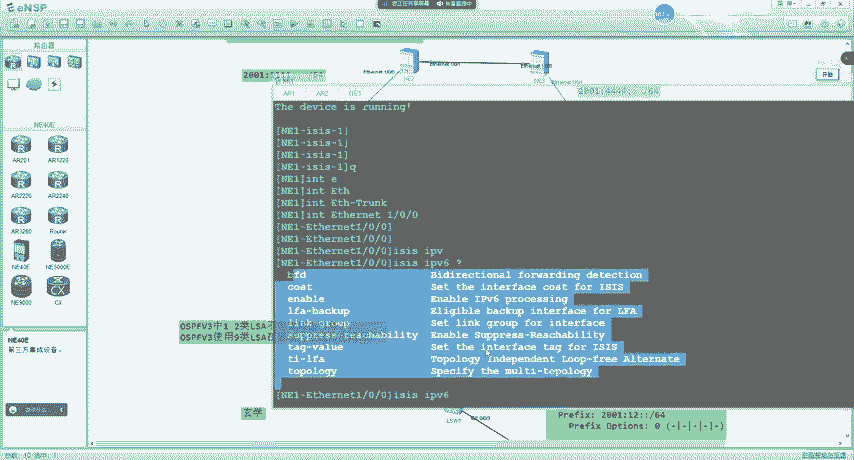 eNSP
路由器
NE40E
AR201
AR1220
AR2220
AR2240
AR3260
Router
NE40E
NE5000E
NE9000
CX
NE40E
第三方集成设备。
AR1
AR2
NE1
2001:4444::/64
The device is running!
[NE1-isis-1]
[NE1-isis-1]
[NE1-isis-1]
[NE1-isis-1]q
[NE1]int e
[NE1]int Eth
[NE1]int Eth-Trunk
[NE1]int Ethernet 1/0/0
[NE1-Ethernet1/0/0]
[NE1-Ethernet1/0/0]
[NE1-Ethernet1/0/0]isis ipv
[NE1-Ethernet1/0/0]isis ipv6 ?
bfd Bidirectional forwarding detection
cost Set the interface cost for ISIS
enable Enable IPv6 processing
lfa-backup Eligible backup interface for LFA
link-group Set link group for interface
suppress-reachability Enable Suppress-Reachability
tag-value Set the interface tag for ISIS
ti-lfa Topology Independent Loop-free Alternate
topology Specify the multi-topology
[NE1-Ethernet1/0/0]isis ipv6
OSPFV3中1 2类LSA不
OSPFV3使用9类LSA在
玄学
Prefix: 2001:12::/64
Prefix Options: 0 (-|-|-|-|-)